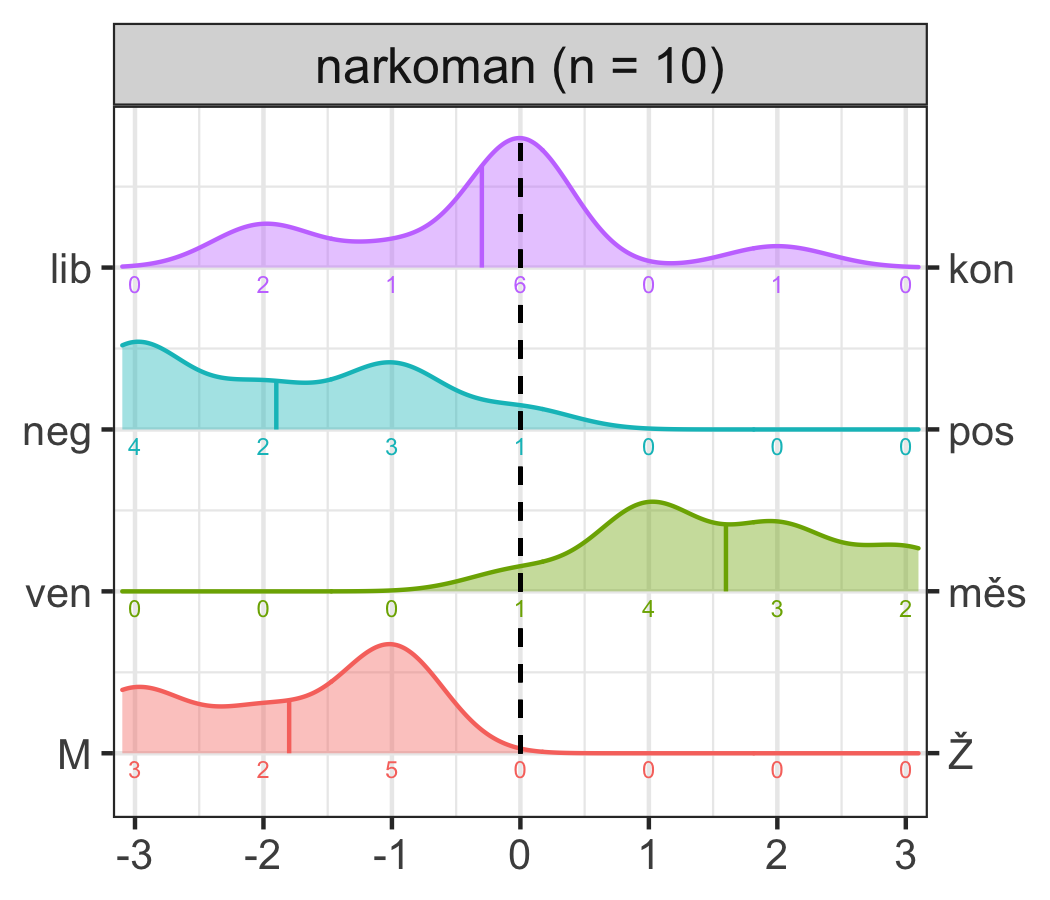 narkoman (n = 10)
lib kon
0 2 1 6 0 1 0
neg pos
4 2 3 1 0 0 0
ven měs
0 0 0 1 4 3 2
M Ž
3 2 5 0 0 0 0
-3 -2 -1 0 1 2 3